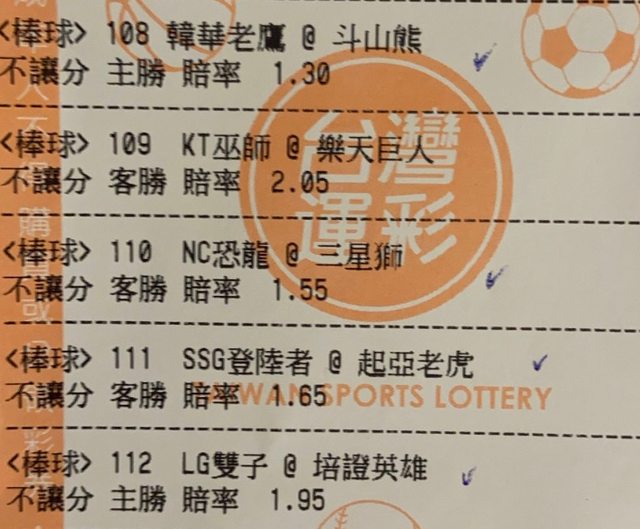 <棒球> 108 韓華老鷹 @ 斗山熊
不讓分 主勝 賠率 1.30
<棒球> 109 KT巫師 @ 樂天巨人
不讓分 客勝 賠率 2.05
台灣
運彩
<棒球> 110 NC恐龍 @ 三星獅
不讓分 客勝 賠率 1.55
<棒球> 111 SSG登陸者 @ 起亞老虎
不讓分 客勝 賠率 1.65
TAIWAN SPORTS LOTTERY
<棒球> 112 LG雙子 @ 培證英雄
不讓分 主勝 賠率 1.95